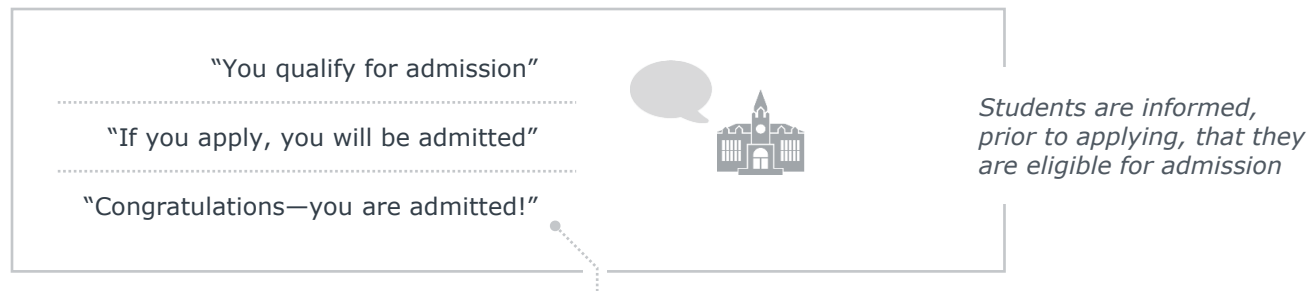 “You qualify for admission”
“If you apply, you will be admitted”
“Congratulations—you are admitted!”
Students are informed,
prior to applying, that they
are eligible for admission